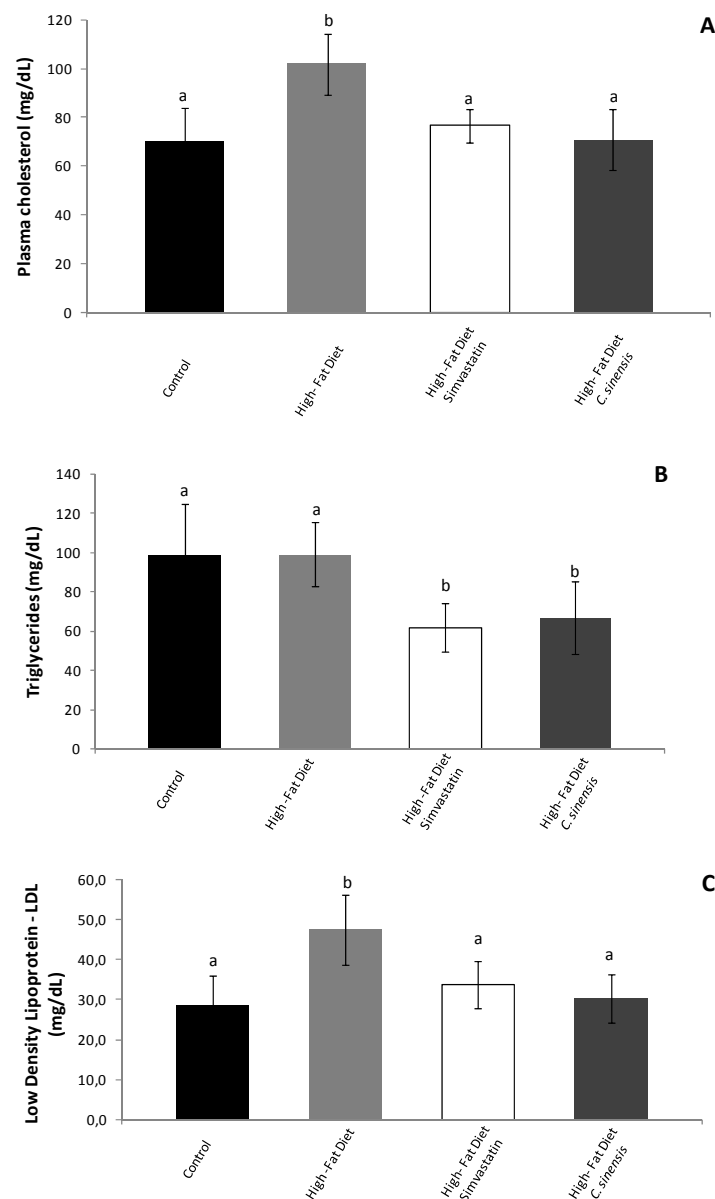 A
Plasma cholesterol (mg/dL)
120
100
80
60
40
20
0
a
b
a
a
Control
High- Fat Diet
High -Fat Diet
Simvastatin
High- Fat Diet
C. sinensis
B
Triglycerides (mg/dL)
140
120
100
80
60
40
20
0
a
a
b
b
Control
High -Fat Diet
High -Fat Diet
Simvastatin
High- Fat Diet
C. sinensis
C
Low Density Lipoprotein - LDL
(mg/dL)
60,0
50,0
40,0
30,0
20,0
10,0
0,0
a
b
a
a
Control
High-Fat Diet
High- Fat Diet
Simvastatin
High- Fat Diet
C. sinensis